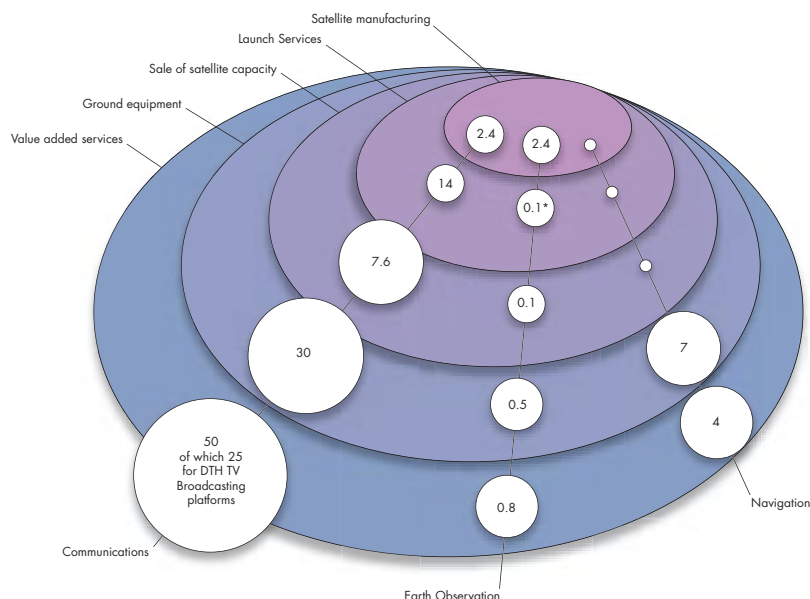 Satellite manufacturing
Launch Services
Sale of satellite capacity
Ground equipment
Value added services
2.4
2.4
14
0.1*
7.6
0.1
30
7
0.5
4
50
of which 25
for DTH TV
Broadcasting
platforms
0.8
Navigation
Communications
Earth Observation